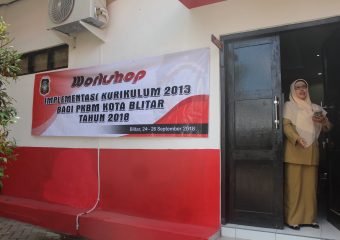 Workshop
IMPLEMENTASI KURIKULUM 2013
BAGI PKBM KOTA BLITAR
TAHUN 2018
Blitar, 24 - 26 September 2018